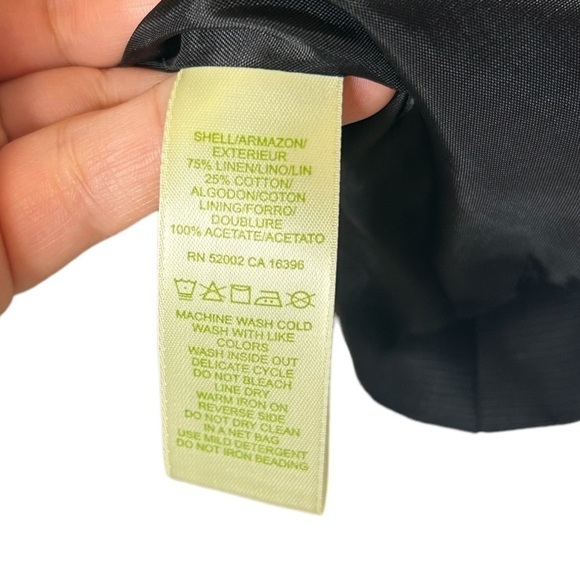 SHELL/ARMAZON/
EXTERIEUR
75% LINEN/LINO/LIN
25% COTTON/
ALGODON/COTON
LINING/FORRO/
DOUBLURE
100% ACETATE/ACETATO
RN 52002 CA 16396
MACHINE WASH COLD
WASH WITH LIKE
COLORS
WASH INSIDE OUT
DELICATE CYCLE
DO NOT BLEACH
LINE DRY
WARM IRON ON
REVERSE SIDE
DO NOT DRY CLEAN
IN A NET BAG
USE MILD DETERGENT
DO NOT IRON BEADING